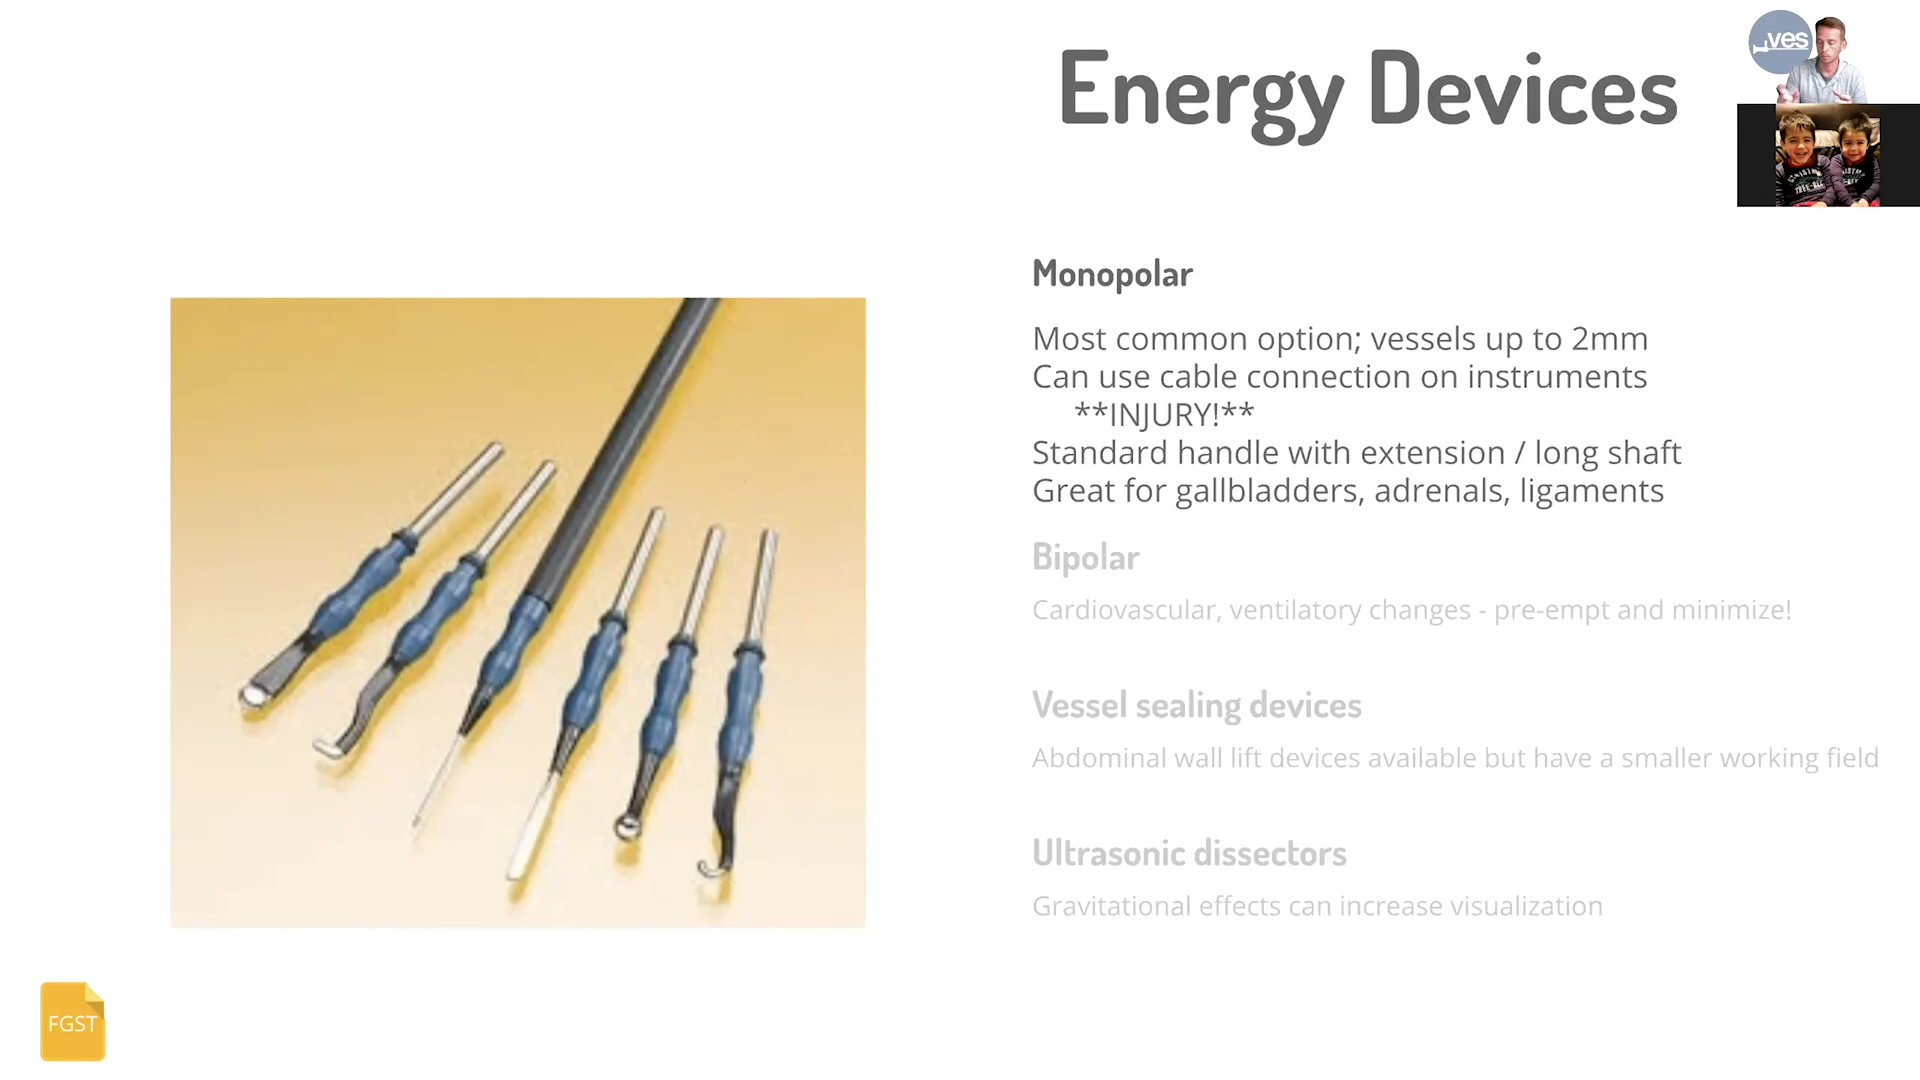 Energy Devices
ves
Monopolar
Most common option; vessels up to 2mm
Can use cable connection on instruments
**INJURY!**
Standard handle with extension / long shaft
Great for gallbladders, adrenals, ligaments
Bipolar
Cardiovascular, ventilatory changes - pre-empt and minimize!
Vessel sealing devices
Abdominal wall lift devices available but have a smaller working field
Ultrasonic dissectors
Gravitational effects can increase visualization
FGST